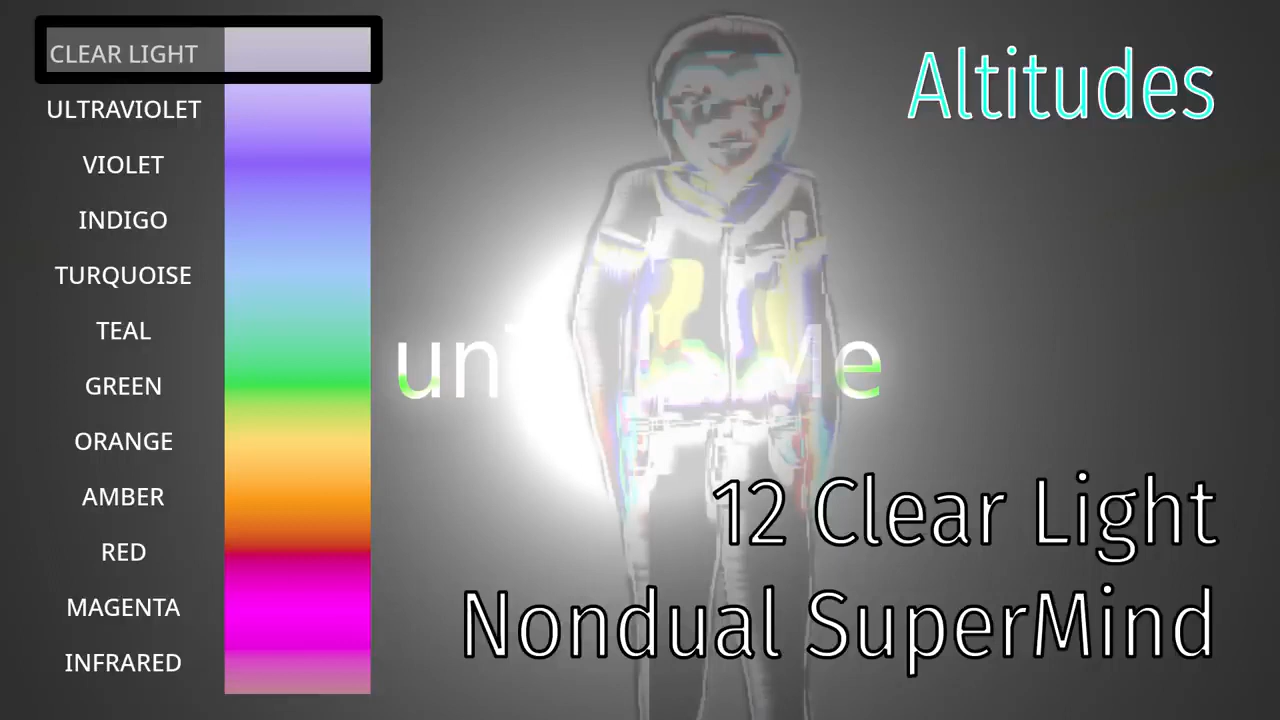 CLEAR LIGHT
ULTRAVIOLET
VIOLET
INDIGO
TURQUOISE
TEAL
GREEN
ORANGE
AMBER
RED
MAGENTA
INFRARED
Altitudes
12 Clear Light
Nondual SuperMind